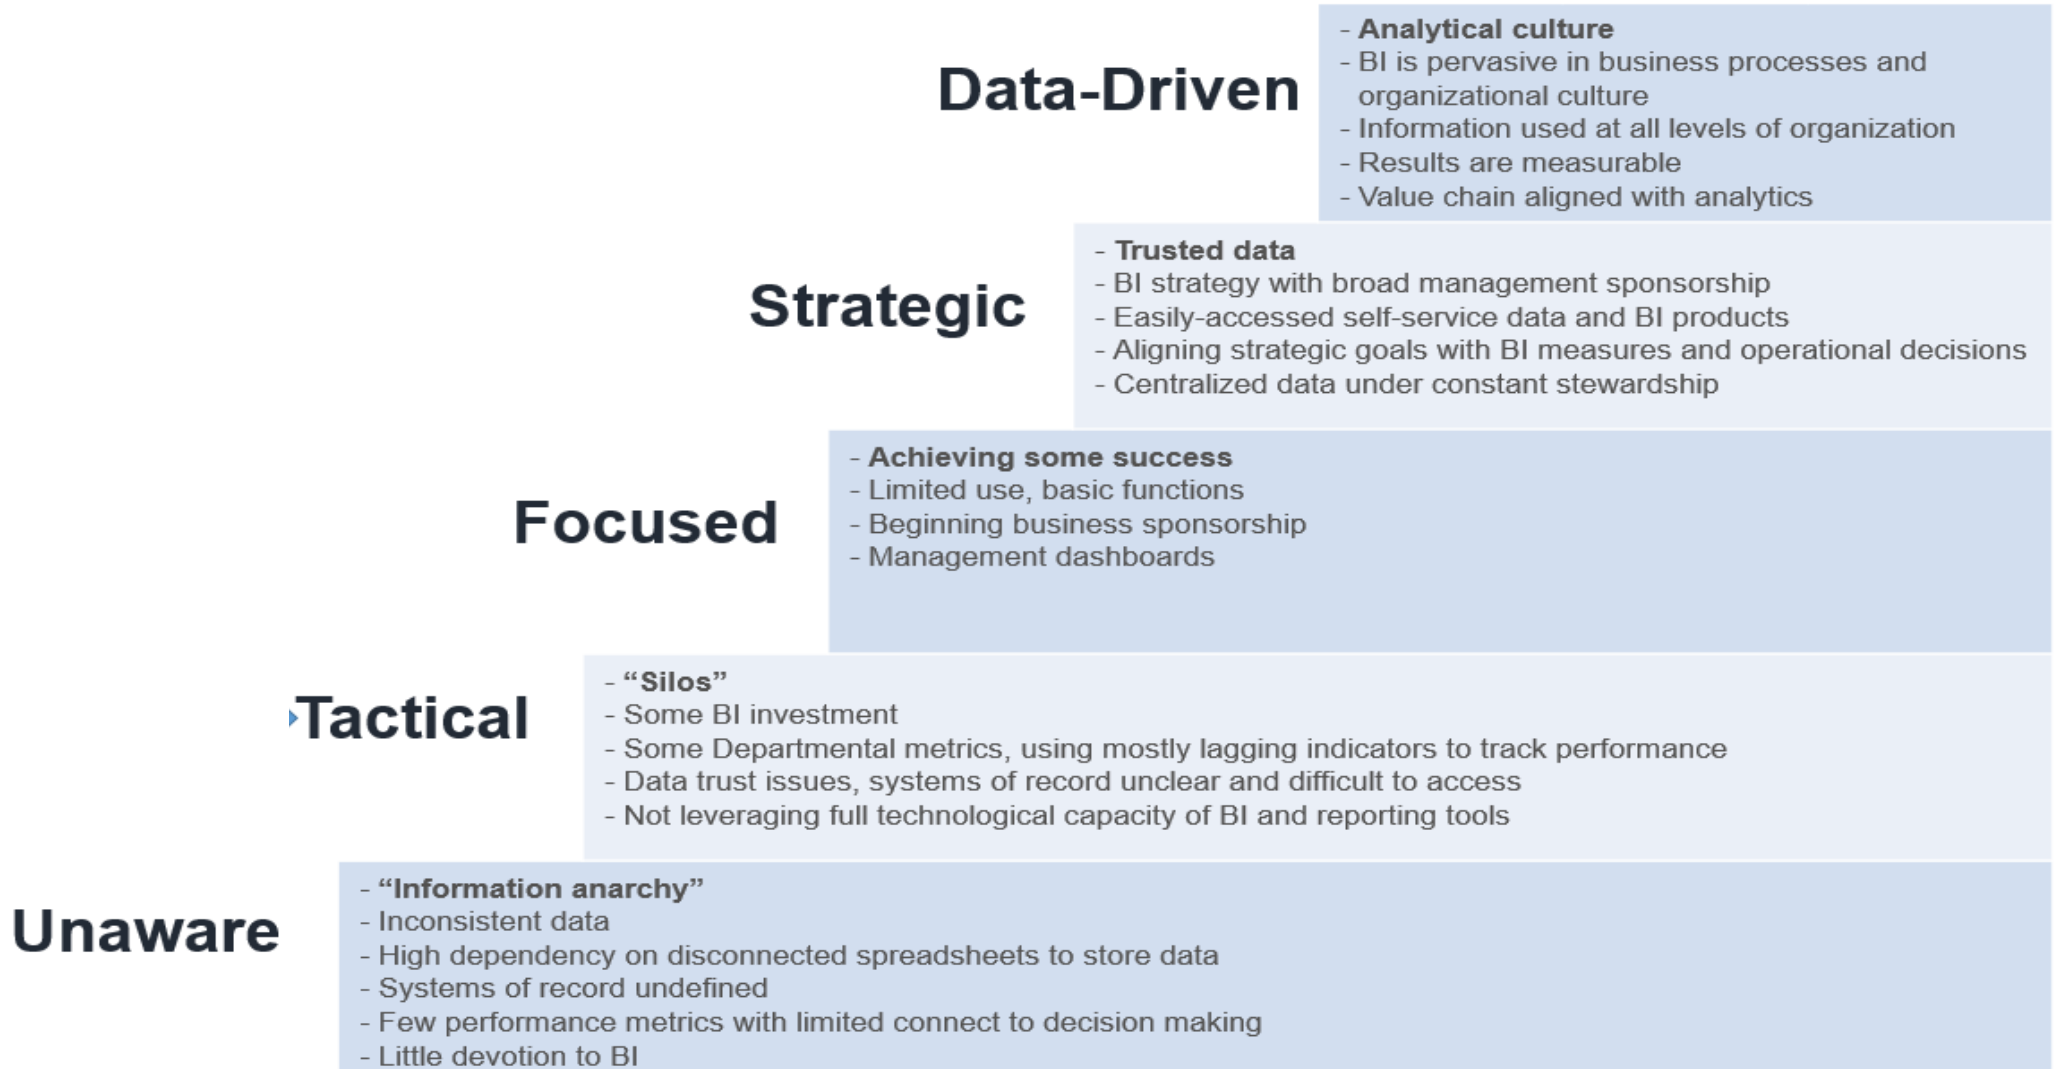 Data-Driven
- Analytical culture
- BI is pervasive in business processes and
organizational culture
- Information used at all levels of organization
- Results are measurable
- Value chain aligned with analytics
Strategic
- Trusted data
- BI strategy with broad management sponsorship
- Easily-accessed self-service data and BI products
- Aligning strategic goals with BI measures and operational decisions
- Centralized data under constant stewardship
Focused
- Achieving some success
- Limited use, basic functions
- Beginning business sponsorship
- Management dashboards
Tactical
- “Silos”
- Some BI investment
- Some Departmental metrics, using mostly lagging indicators to track performance
- Data trust issues, systems of record unclear and difficult to access
- Not leveraging full technological capacity of BI and reporting tools
Unaware
- “Information anarchy”
- Inconsistent data
- High dependency on disconnected spreadsheets to store data
- Systems of record undefined
- Few performance metrics with limited connect to decision making
- Little devotion to BI